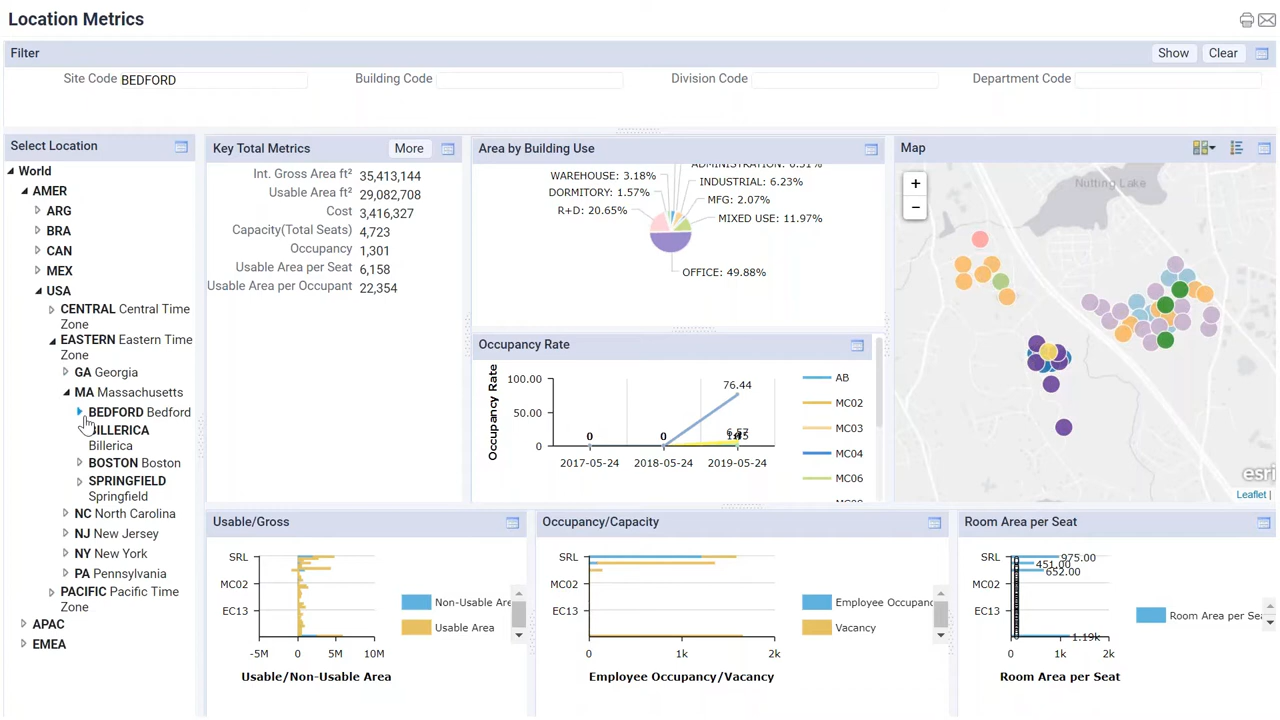 Location Metrics
Filter
Show
Clear
Site Code
BEDFORD
Building Code
Division Code
Department Code
Select Location
World
AMER
ARG
BRA
CAN
MEX
USA
CENTRAL Central Time
Zone
EASTERN Eastern Time
Zone
GA Georgia
MA Massachusetts
BEDFORD Bedford
BILLERICA
Billerica
BOSTON Boston
SPRINGFIELD
Springfield
NC North Carolina
NJ New Jersey
NY New York
PA Pennsylvania
PACIFIC Pacific Time
Zone
APAC
EMEA
Key Total Metrics
More
Int. Gross Area ft² 35,413,144
Usable Area ft² 29,082,708
Cost 3,416,327
Capacity(Total Seats) 4,723
Occupancy 1,301
Usable Area per Seat 6,158
Usable Area per Occupant 22,354
Area by Building Use
WAREHOUSE: 3.18%
DORMITORY: 1.57%
R+D: 20.65%
INDUSTRIAL: 6.23%
MFG: 2.07%
MIXED USE: 11.97%
OFFICE: 49.88%
Occupancy Rate
Occupancy Rate
100.00
50.00
0
76.44
0
0
2017-05-24
2018-05-24
2019-05-24
AB
MC02
MC03
MC04
MC06
Map
+
−
Nutting Lake
esri
Leaflet |
Usable/Gross
SRL
MC02
EC13
-5M
0
5M
10M
Usable/Non-Usable Area
Non-Usable Are
Usable Area
Occupancy/Capacity
SRL
MC02
EC13
0
1k
2k
Employee Occupancy/Vacancy
Employee Occupanc
Vacancy
Room Area per Seat
SRL
MC02
EC13
975.00
451.00
652.00
1.19k
0
1k
2k
Room Area per Seat
Room Area per Sea